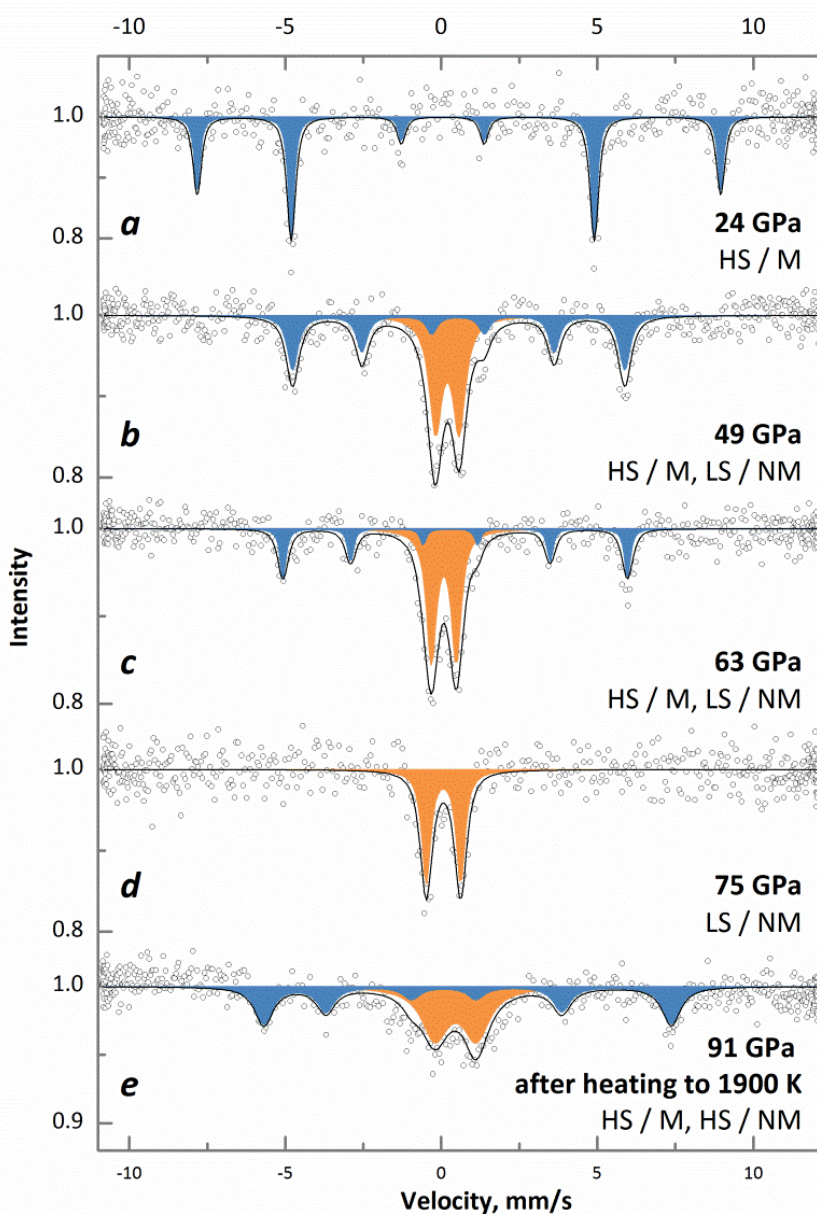 -10 -5 0 5 10
1.0
a
24 GPa
0.8
HS / M
1.0
b
49 GPa
HS / M, LS / NM
0.8
1.0
Intensity
c
63 GPa
HS / M, LS / NM
0.8
1.0
d
75 GPa
LS / NM
0.8
1.0
91 GPa
after heating to 1900 K
e
HS / M, HS / NM
0.9
-10 -5 0 5 10
Velocity, mm/s